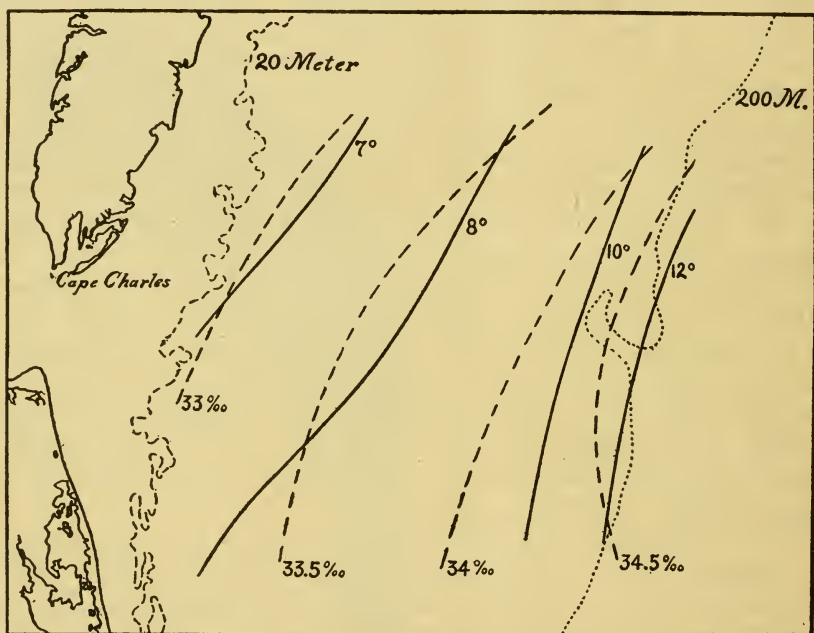 20 Meter
200 M.
7°
8°
10°
12°
Cape Charles
33 ‰
33.5 ‰
34 ‰
34.5 ‰